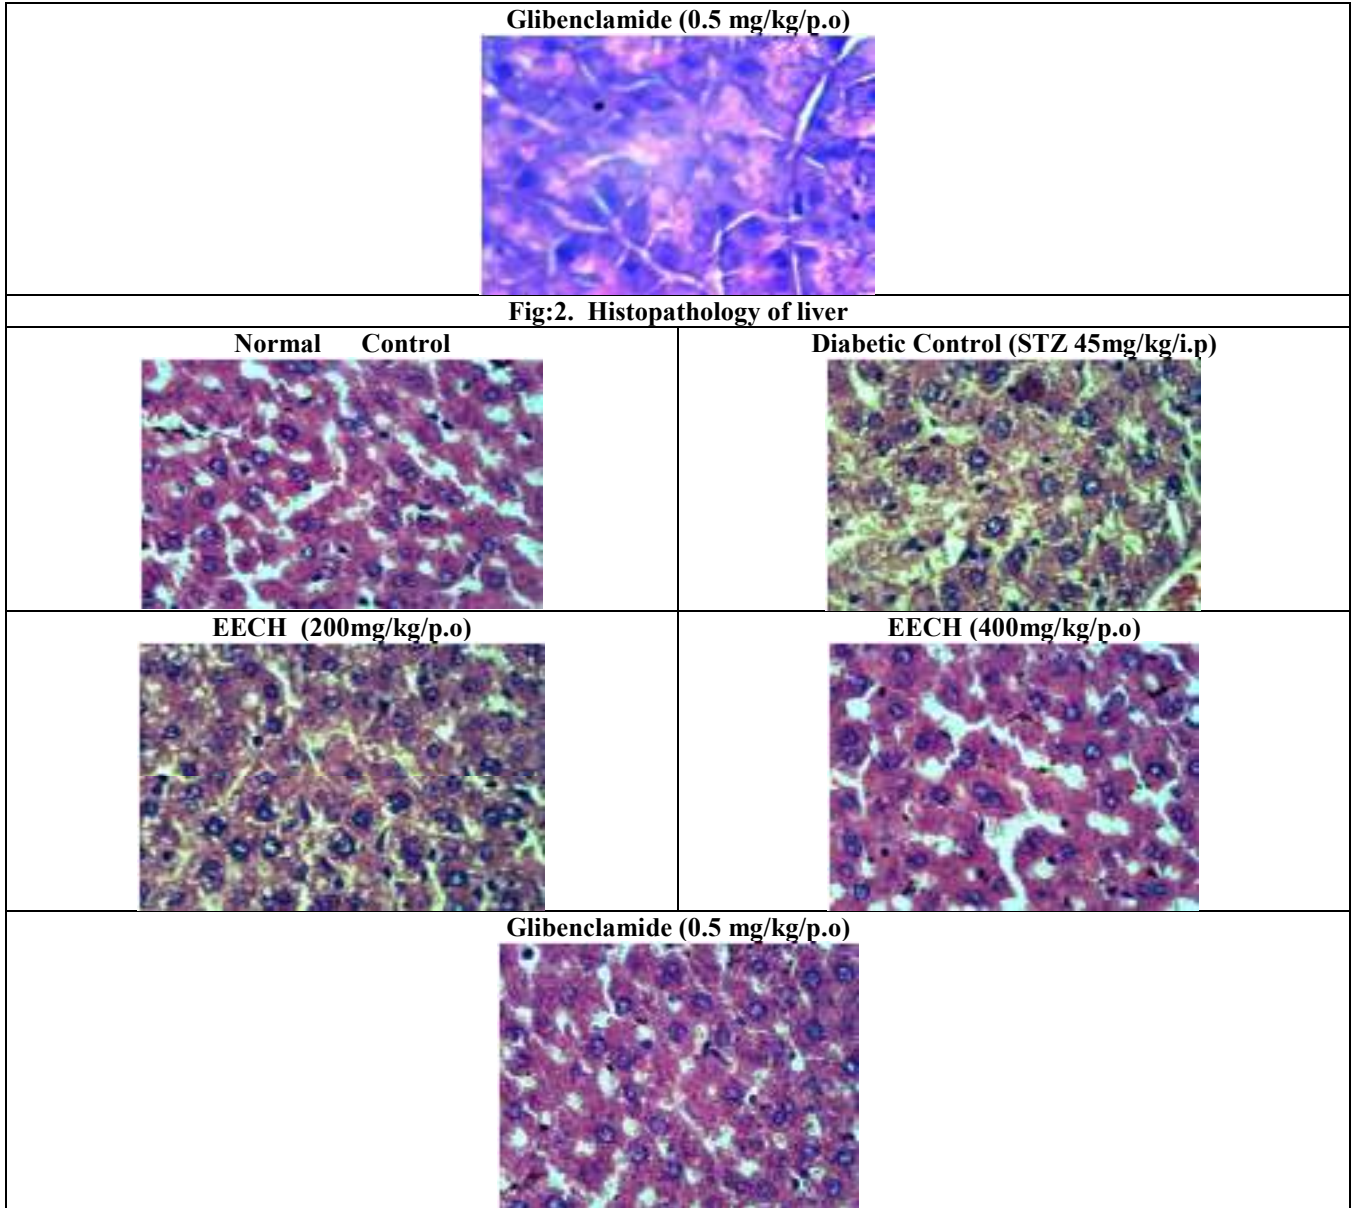 Glibenclamide (0.5 mg/kg/p.o)
Fig:2. Histopathology of liver
Normal Control
Diabetic Control (STZ 45mg/kg/i.p)
EECH (200mg/kg/p.o)
EECH (400mg/kg/p.o)
Glibenclamide (0.5 mg/kg/p.o)